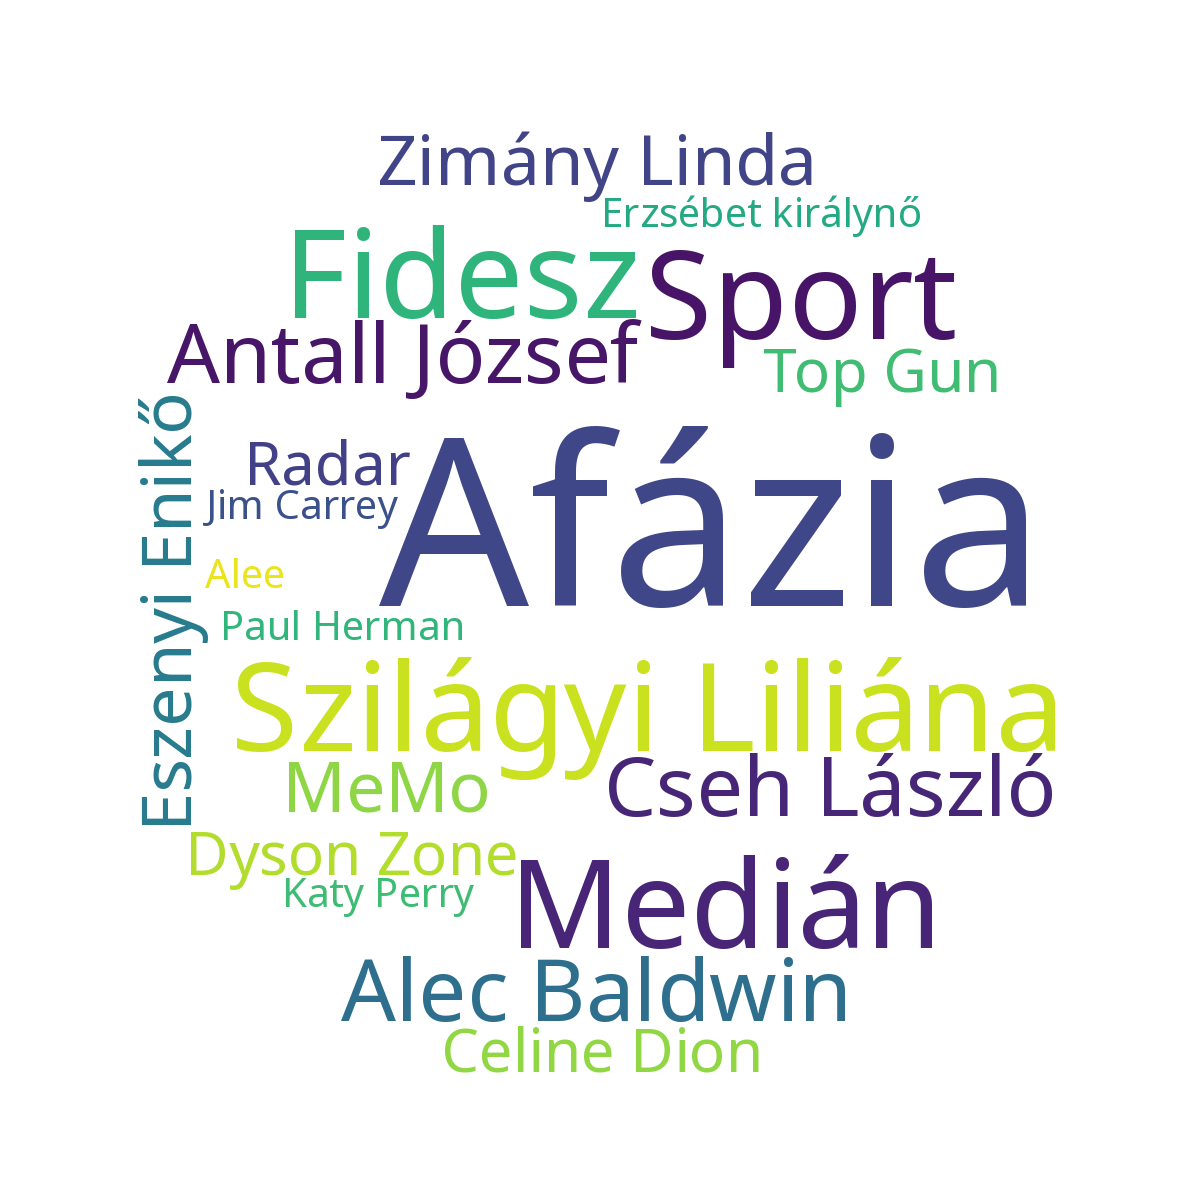 Zimány Linda
Erzsébet királynő
Fidesz
Sport
Antall József
Top Gun
Eszenyi Enikő
Radar
Afázia
Jim Carrey
Alee
Paul Herman
Szilágyi Liliána
MeMo
Cseh László
Dyson Zone
Katy Perry
Medián
Alec Baldwin
Celine Dion